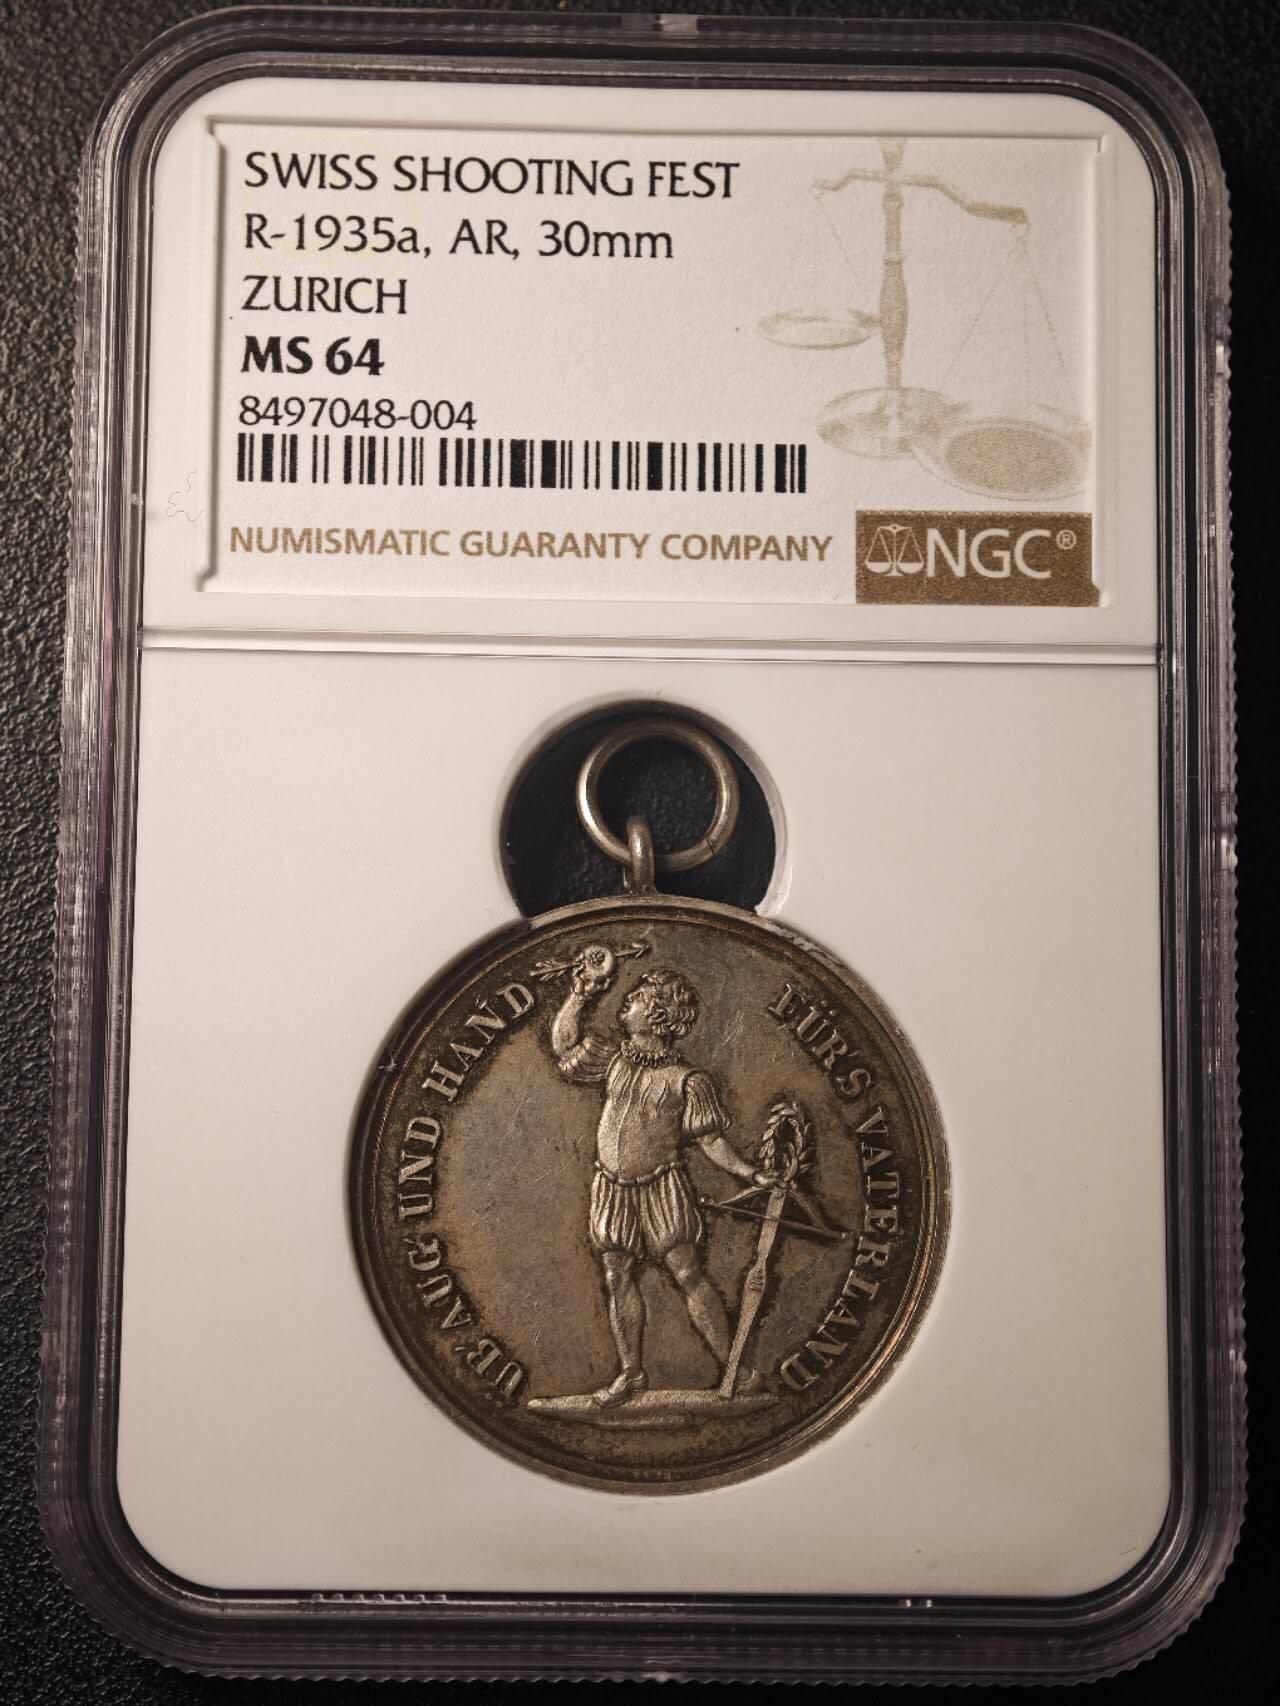 SWISS SHOOTING FEST
R-1935a, AR, 30mm
ZURICH
MS 64
8497048-004
NUMISMATIC GUARANTY COMPANY
NGC®
ÜB' AUG' UND HAND FÜR'S VATERLAND